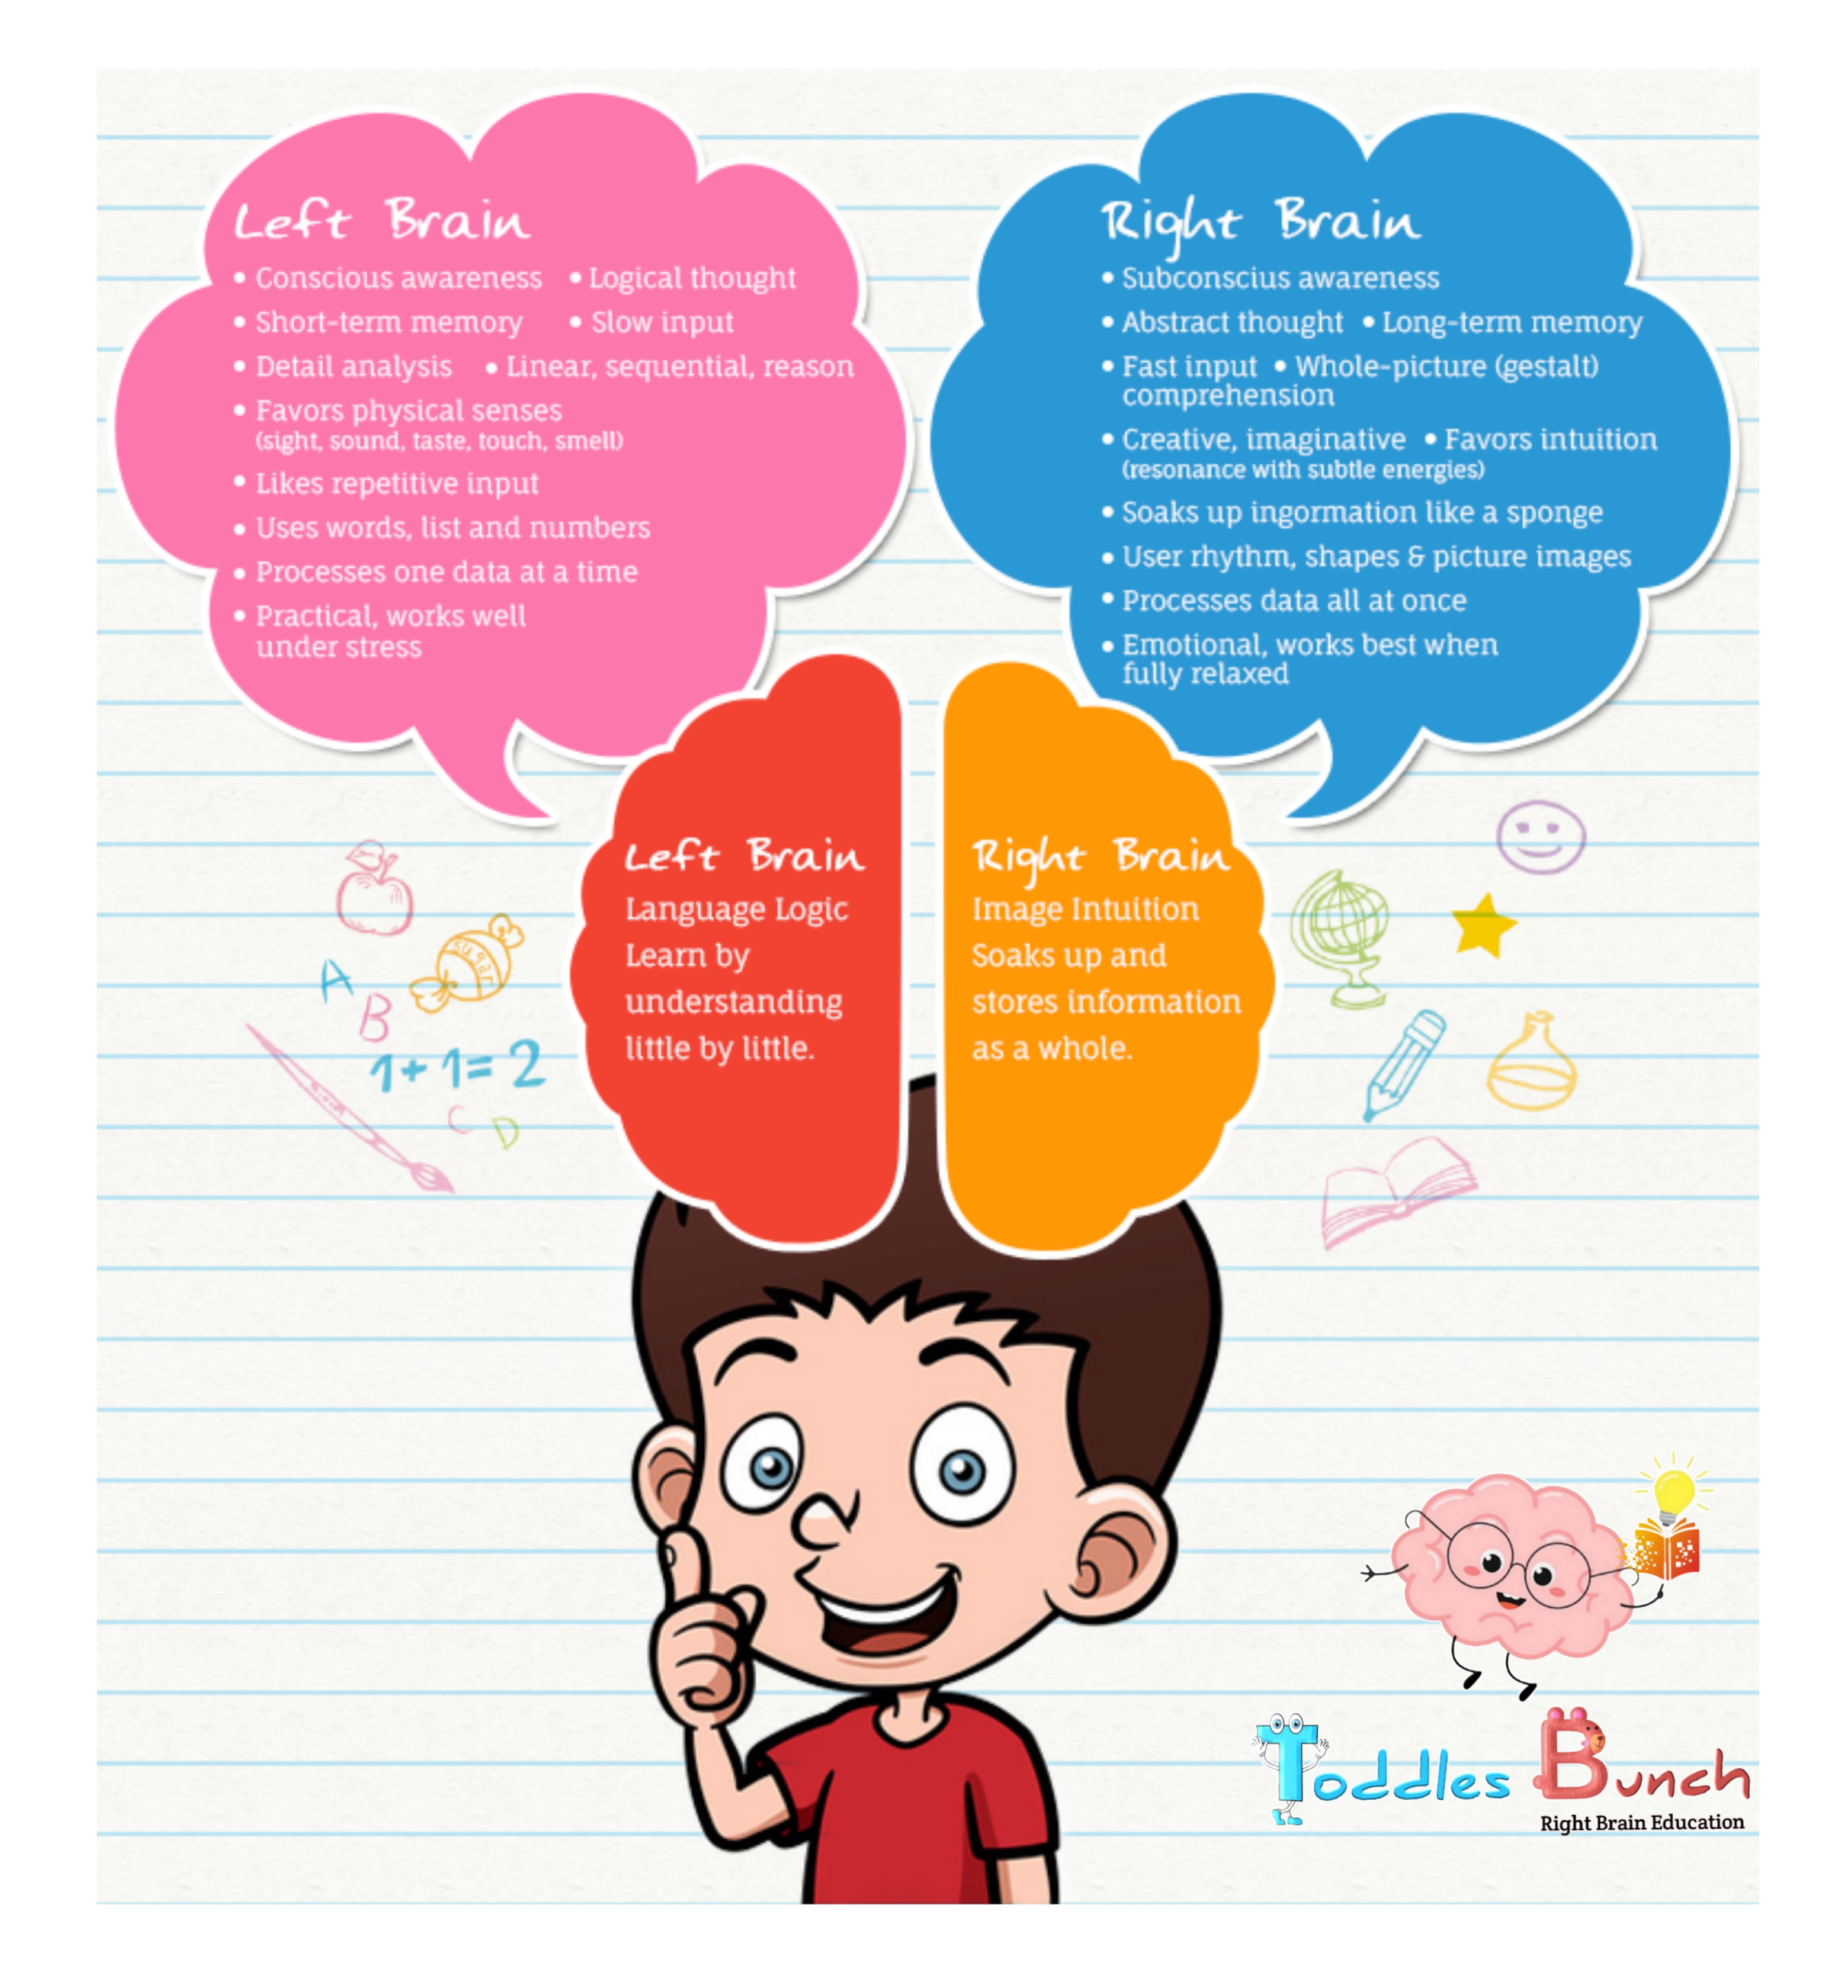 Left Brain
• Conscious awareness • Logical thought
• Short-term memory • Slow input
• Detail analysis • Linear, sequential, reason
• Favors physical senses
(sight, sound, taste, touch, smell)
• Likes repetitive input
• Uses words, list and numbers
• Processes one data at a time
• Practical, works well
under stress
Right Brain
• Subconscius awareness
• Abstract thought • Long-term memory
• Fast input • Whole-picture (gestalt)
comprehension
• Creative, imaginative • Favors intuition
(resonance with subtle energies)
• Soaks up ingormation like a sponge
• User rhythm, shapes & picture images
• Processes data all at once
• Emotional, works best when
fully relaxed
Left Brain
Language Logic
Learn by
understanding
little by little.
Right Brain
Image Intuition
Soaks up and
stores information
as a whole.
sugar
A
B
1+1=2
C
D
Toddles Bunch
Right Brain Education